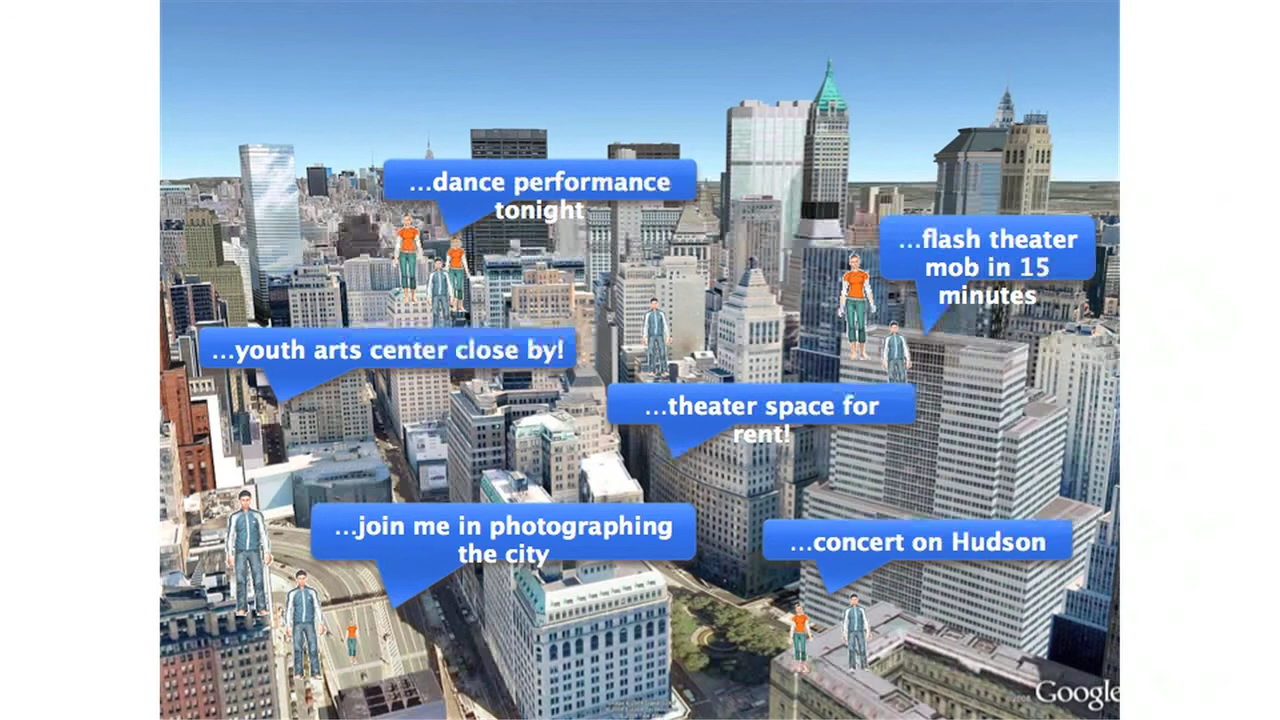 ...dance performance
tonight
...flash theater
mob in 15
minutes
...youth arts center close by!
...theater space for
rent!
...join me in photographing
the city
...concert on Hudson
Google